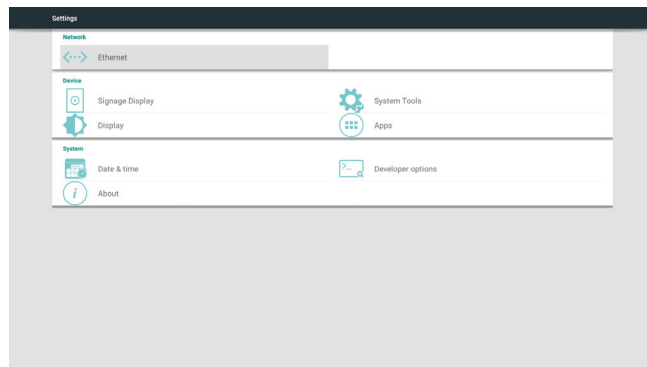 Settings
Network
Ethernet
Device
Signage Display
System Tools
Display
Apps
System
Date & time
Developer options
About